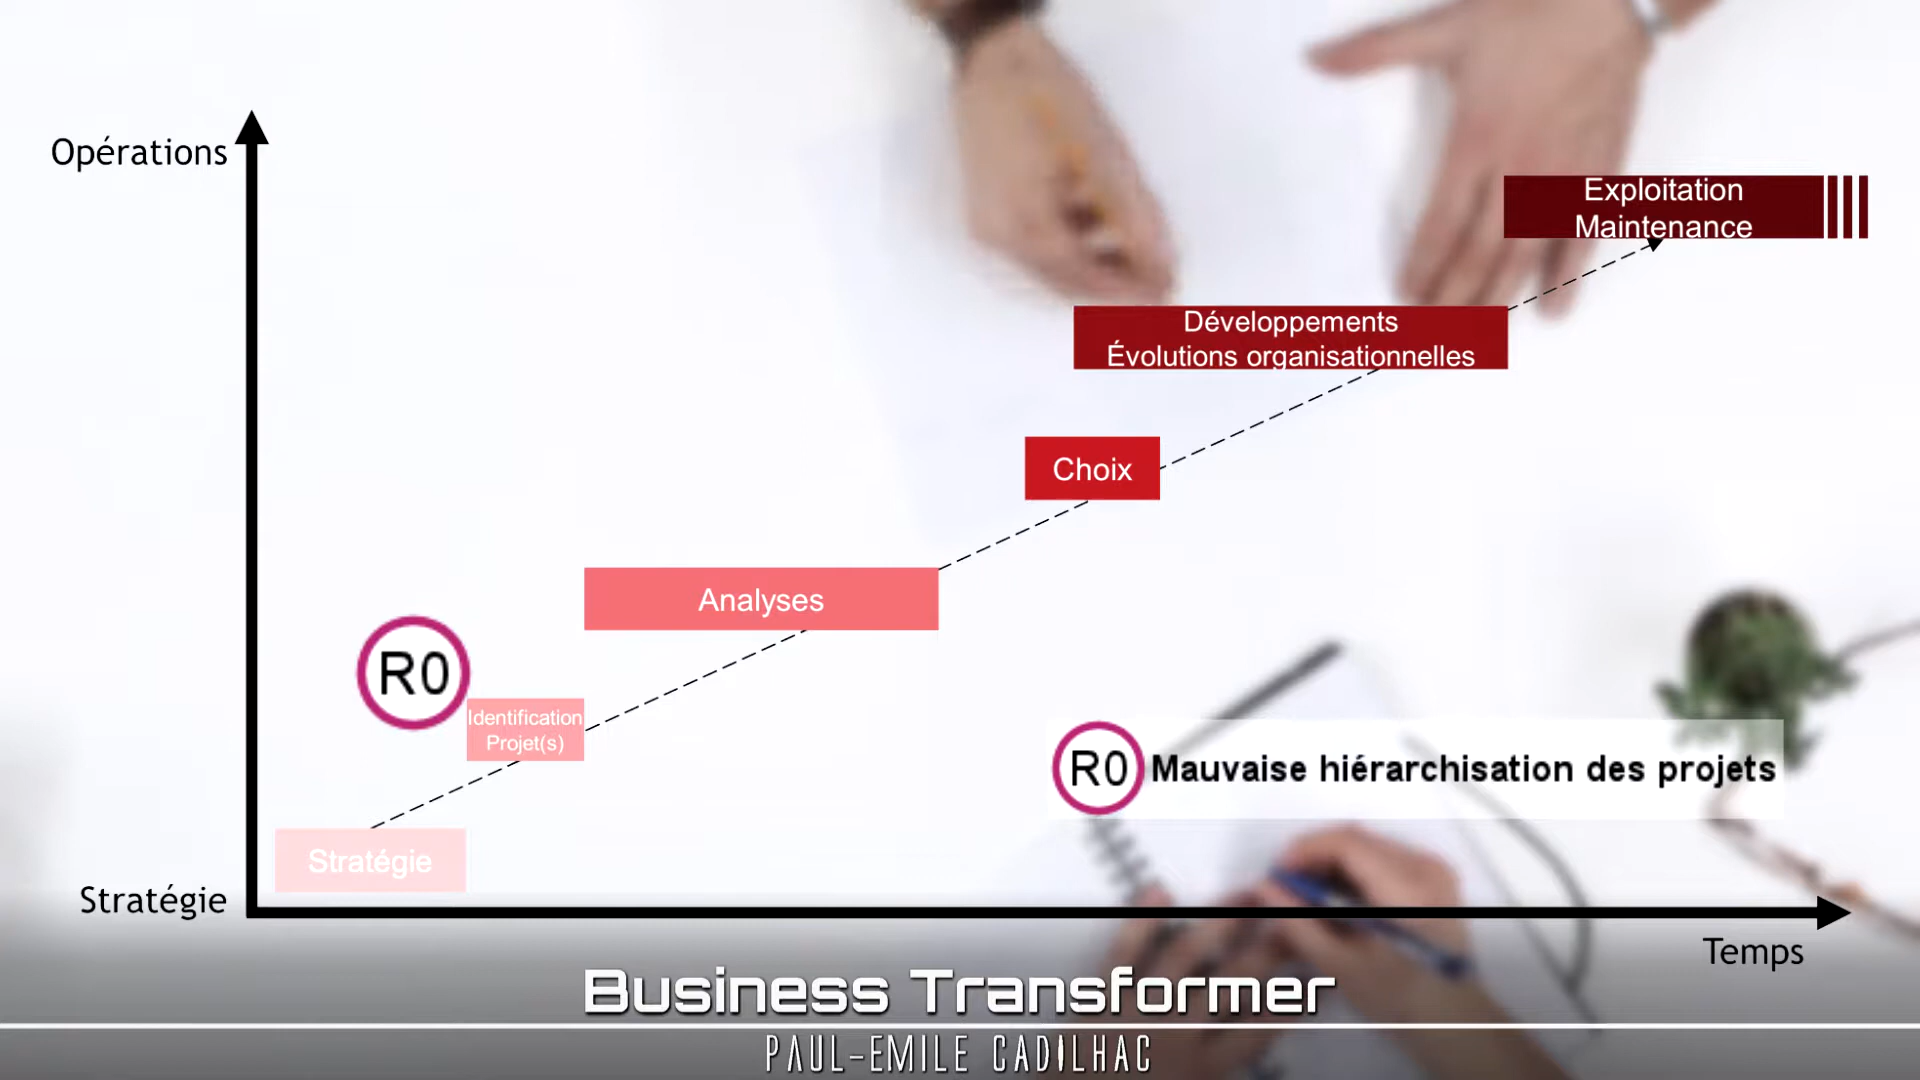 Opérations
Exploitation
Maintenance
Développements
Évolutions organisationnelles
Choix
Analyses
R0
Identification
Projet(s)
R0 Mauvaise hiérarchisation des projets
Stratégie
Stratégie
Temps
Business Transformer
PAUL-EMILE CADILHAC